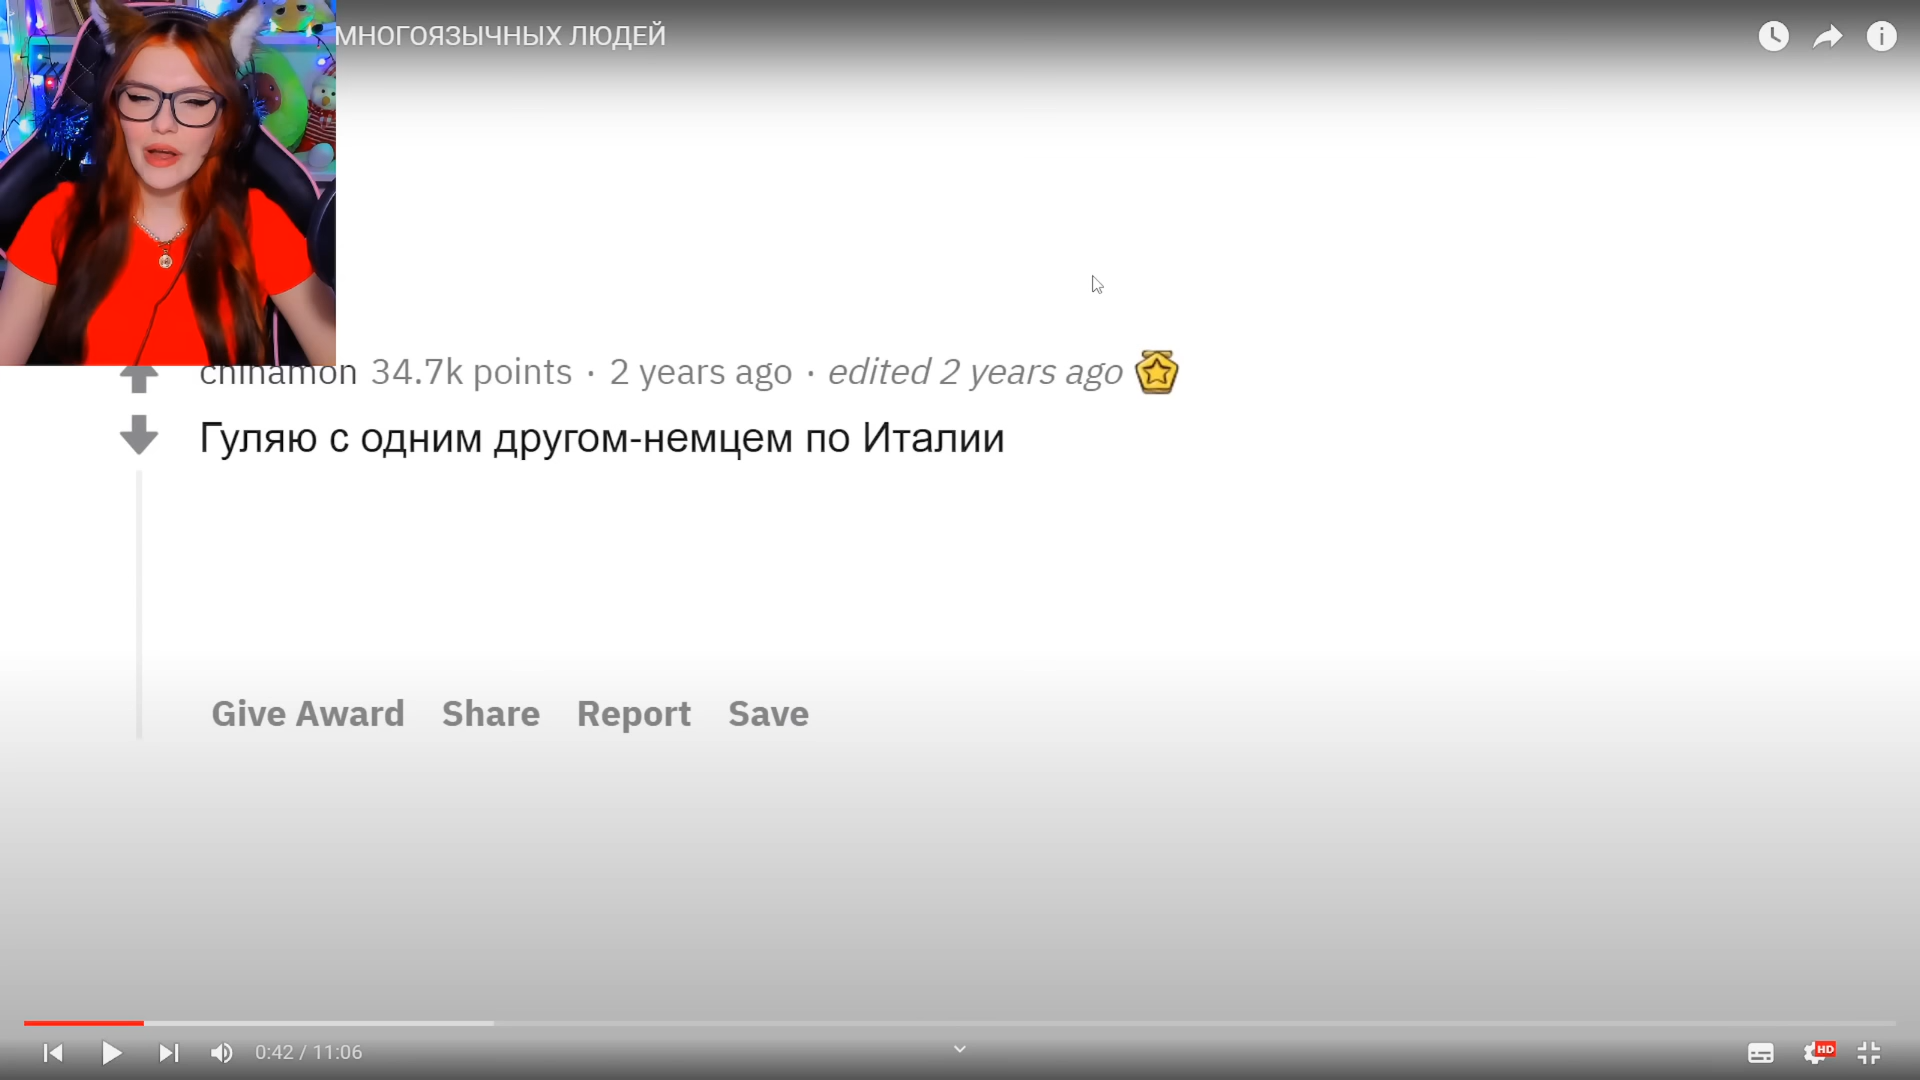 МНОГОЯЗЫЧНЫХ ЛЮДЕЙ
chinamon 34.7k points · 2 years ago · edited 2 years ago
Гуляю с одним другом-немцем по Италии
Give Award Share Report Save
0:42 / 11:06
HD